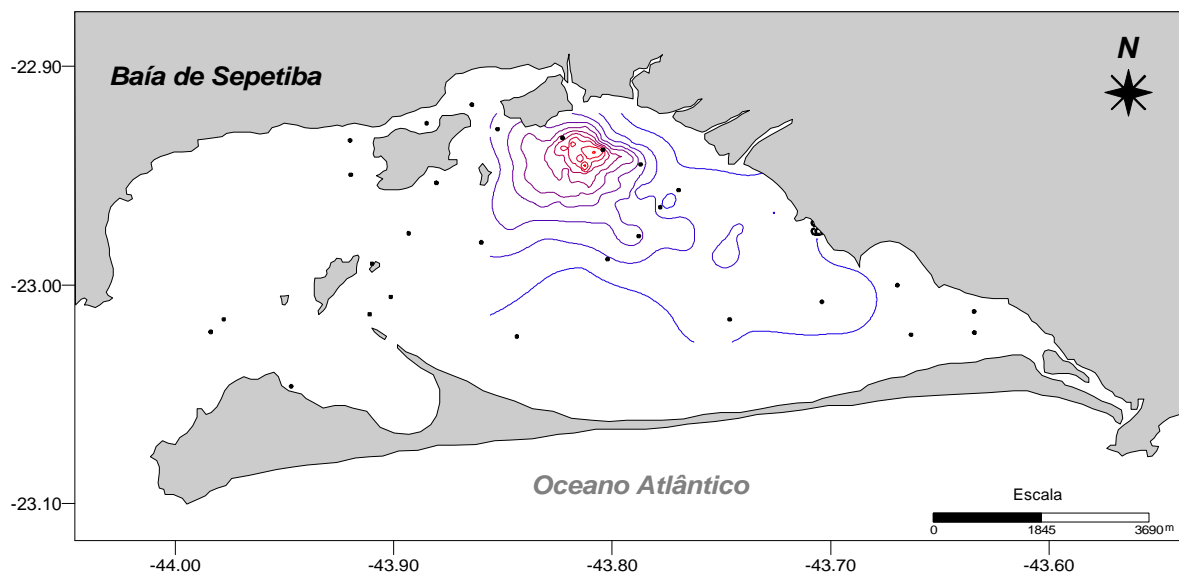 -22.90
Baía de Sepetiba
N
-23.00
Oceano Atlântico
-23.10
Escala
0 1845 3690 m
-44.00 -43.90 -43.80 -43.70 -43.60